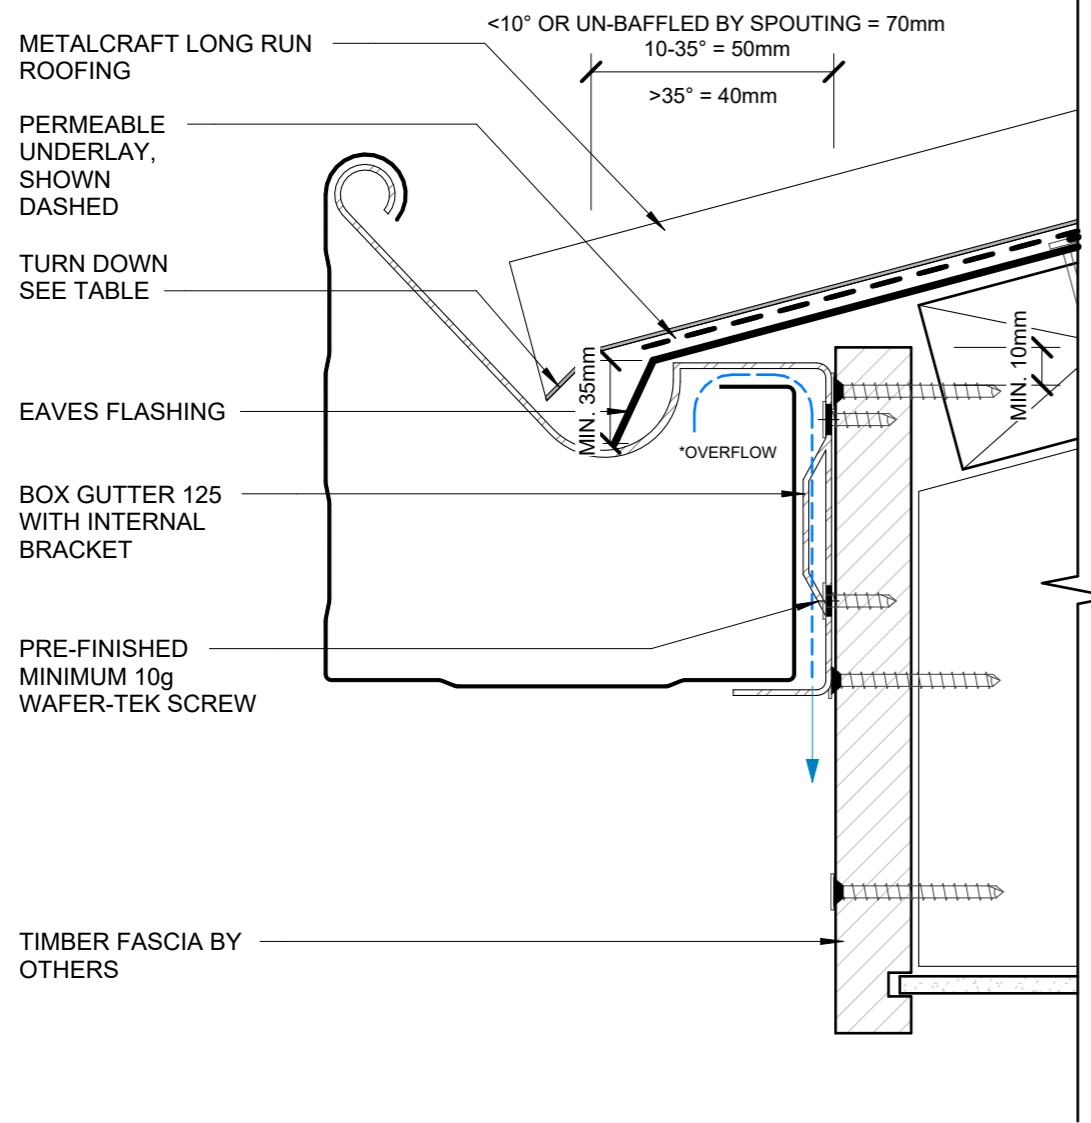 <10° OR UN-BAFFLED BY SPOUTING = 70mm
10-35° = 50mm
>35° = 40mm
METALCRAFT LONG RUN
ROOFING
PERMEABLE
UNDERLAY,
SHOWN
DASHED
TURN DOWN
SEE TABLE
EAVES FLASHING
BOX GUTTER 125
WITH INTERNAL
BRACKET
PRE-FINISHED
MINIMUM 10g
WAFER-TEK SCREW
TIMBER FASCIA BY
OTHERS
MIN. 35mm
*OVERFLOW
MIN. 10mm